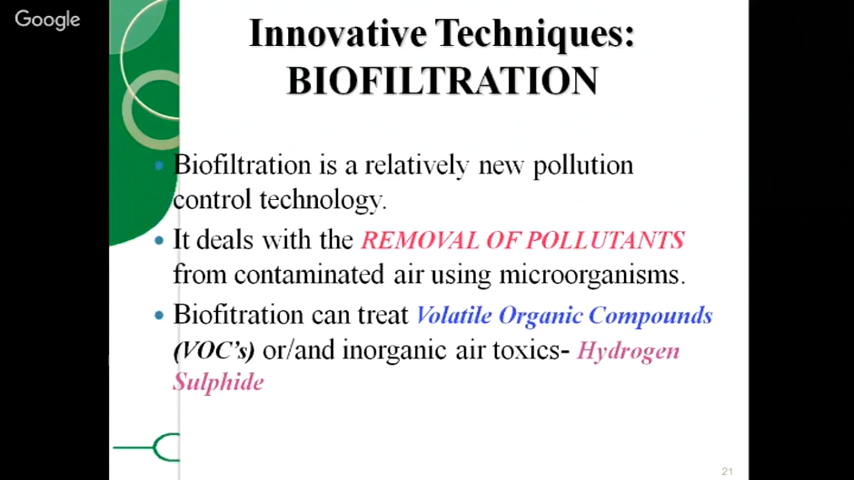 Google
Innovative Techniques:
BIOFILTRATION
• Biofiltration is a relatively new pollution
control technology.
• It deals with the REMOVAL OF POLLUTANTS
from contaminated air using microorganisms.
• Biofitration can treat Volatile Organic Compounds
(VOC's) or/and inorganic air toxics- Hydrogen
Sulphide
21